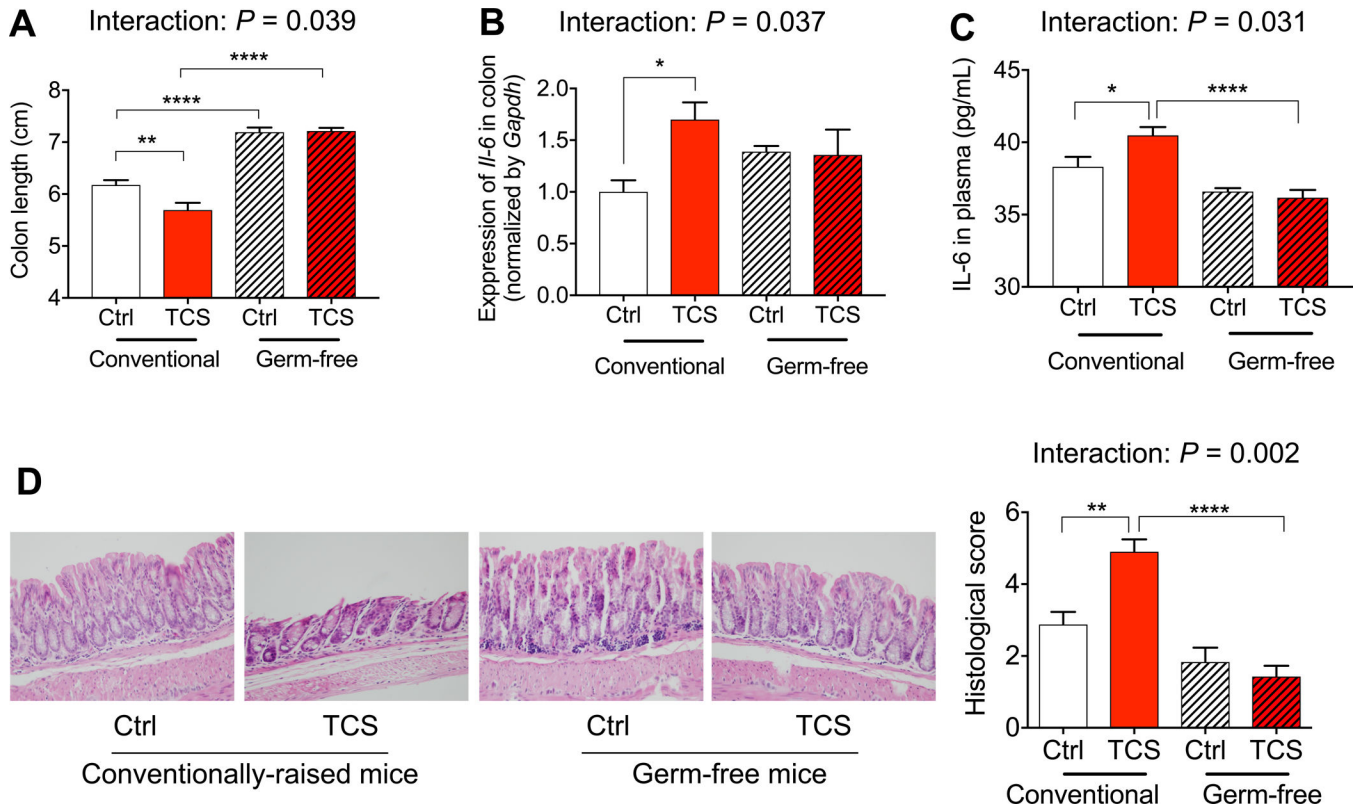 A
Interaction: P = 0.039
Colon length (cm)
8
7
6
5
4
****
****
**
Ctrl
TCS
Ctrl
TCS
Conventional
Germ-free
B
Interaction: P = 0.037
Exppression of Il-6 in colon
(normalized by Gapdh)
2.0
1.5
1.0
0.5
0.0
*
Ctrl
TCS
Ctrl
TCS
Conventional
Germ-free
C
Interaction: P = 0.031
IL-6 in plasma (pg/mL)
45
40
35
30
*
****
Ctrl
TCS
Ctrl
TCS
Conventional
Germ-free
D
Ctrl
TCS
Ctrl
TCS
Conventionally-raised mice
Germ-free mice
Interaction: P = 0.002
Histological score
6
4
2
0
**
****
Ctrl
TCS
Ctrl
TCS
Conventional
Germ-free